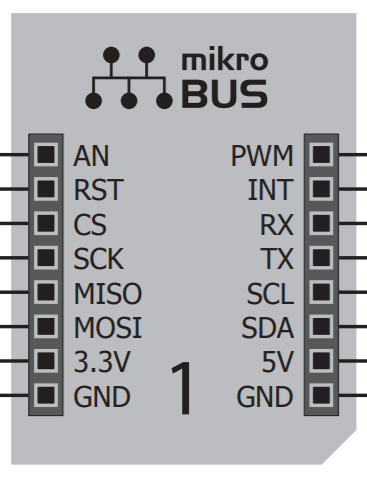 mikro
BUS
AN PWM
RST INT
CS RX
SCK TX
MISO SCL
MOSI SDA
3.3V 5V
GND 1 GND